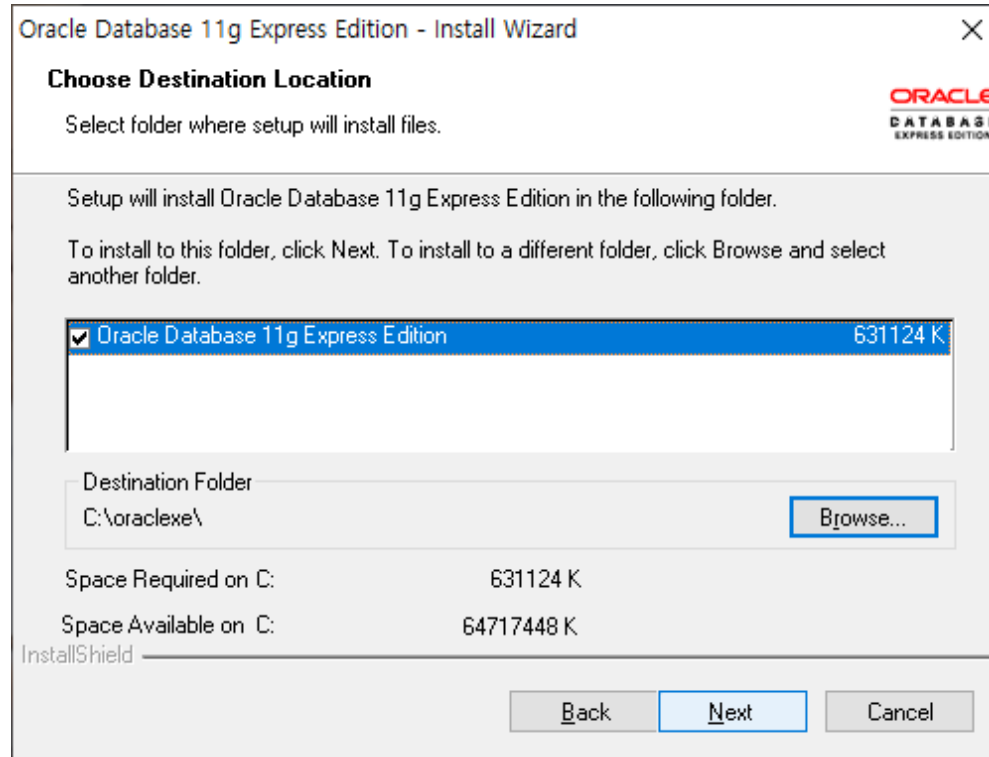 Oracle Database 11g Express Edition - Install Wizard
Choose Destination Location
Select folder where setup will install files.
ORACLE
DATABASE
EXPRESS EDITION
Setup will install Oracle Database 11g Express Edition in the following folder.
To install to this folder, click Next. To install to a different folder, click Browse and select
another folder.
Oracle Database 11g Express Edition 631124 K
Destination Folder
C:\oraclexe\
Browse...
Space Required on C: 631124 K
Space Available on C: 64717448 K
InstallShield
Back Next Cancel